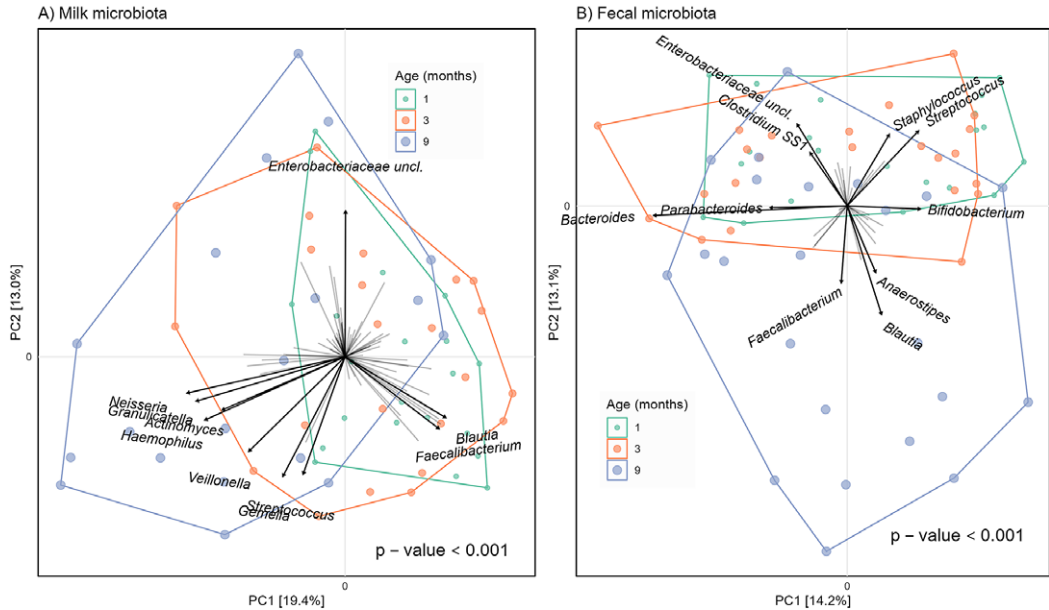 A) Milk microbiota
Age (months)
1
3
9
Enterobacteriaceae uncl.
Neisseria
Granulicatella
Actinomyces
Haemophilus
Veillonella
Streptococcus
Gemella
Blautia
Faecalibacterium
p – value < 0.001
PC2 [13.0%]
0
0
PC1 [19.4%]
B) Fecal microbiota
Enterobacteriaceae uncl.
Clostridium SS1
Staphylococcus
Streptococcus
Bacteroides
Parabacteroides
Bifidobacterium
Faecalibacterium
Anaerostipes
Blautia
Age (months)
1
3
9
p – value < 0.001
PC2 [13.1%]
0
0
PC1 [14.2%]